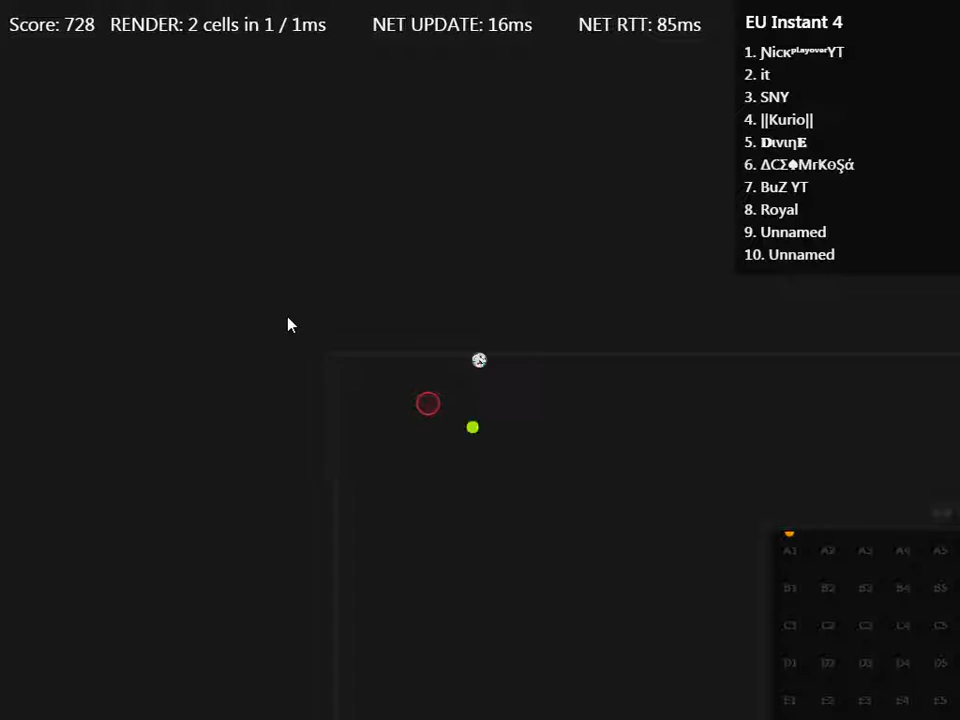 Score: 728 RENDER: 2 cells in 1 / 1ms NET UPDATE: 16ms NET RTT: 85ms
EU Instant 4
1. ƝιcκᵖᴸᵃʸᵒᵛᵉʳYT
2. it
3. SNY
4. ||Kurio||
5. 𝐃ινιηE
6. ΔCΣ♠MrKѳŞά
7. BuZ YT
8. Royal
9. Unnamed
10. Unnamed
A1 A2 A3 A4 A5
B1 B2 B3 B4 B5
C1 C2 C3 C4 C5
D1 D2 D3 D4 D5
E1 E2 E3 E4 E5